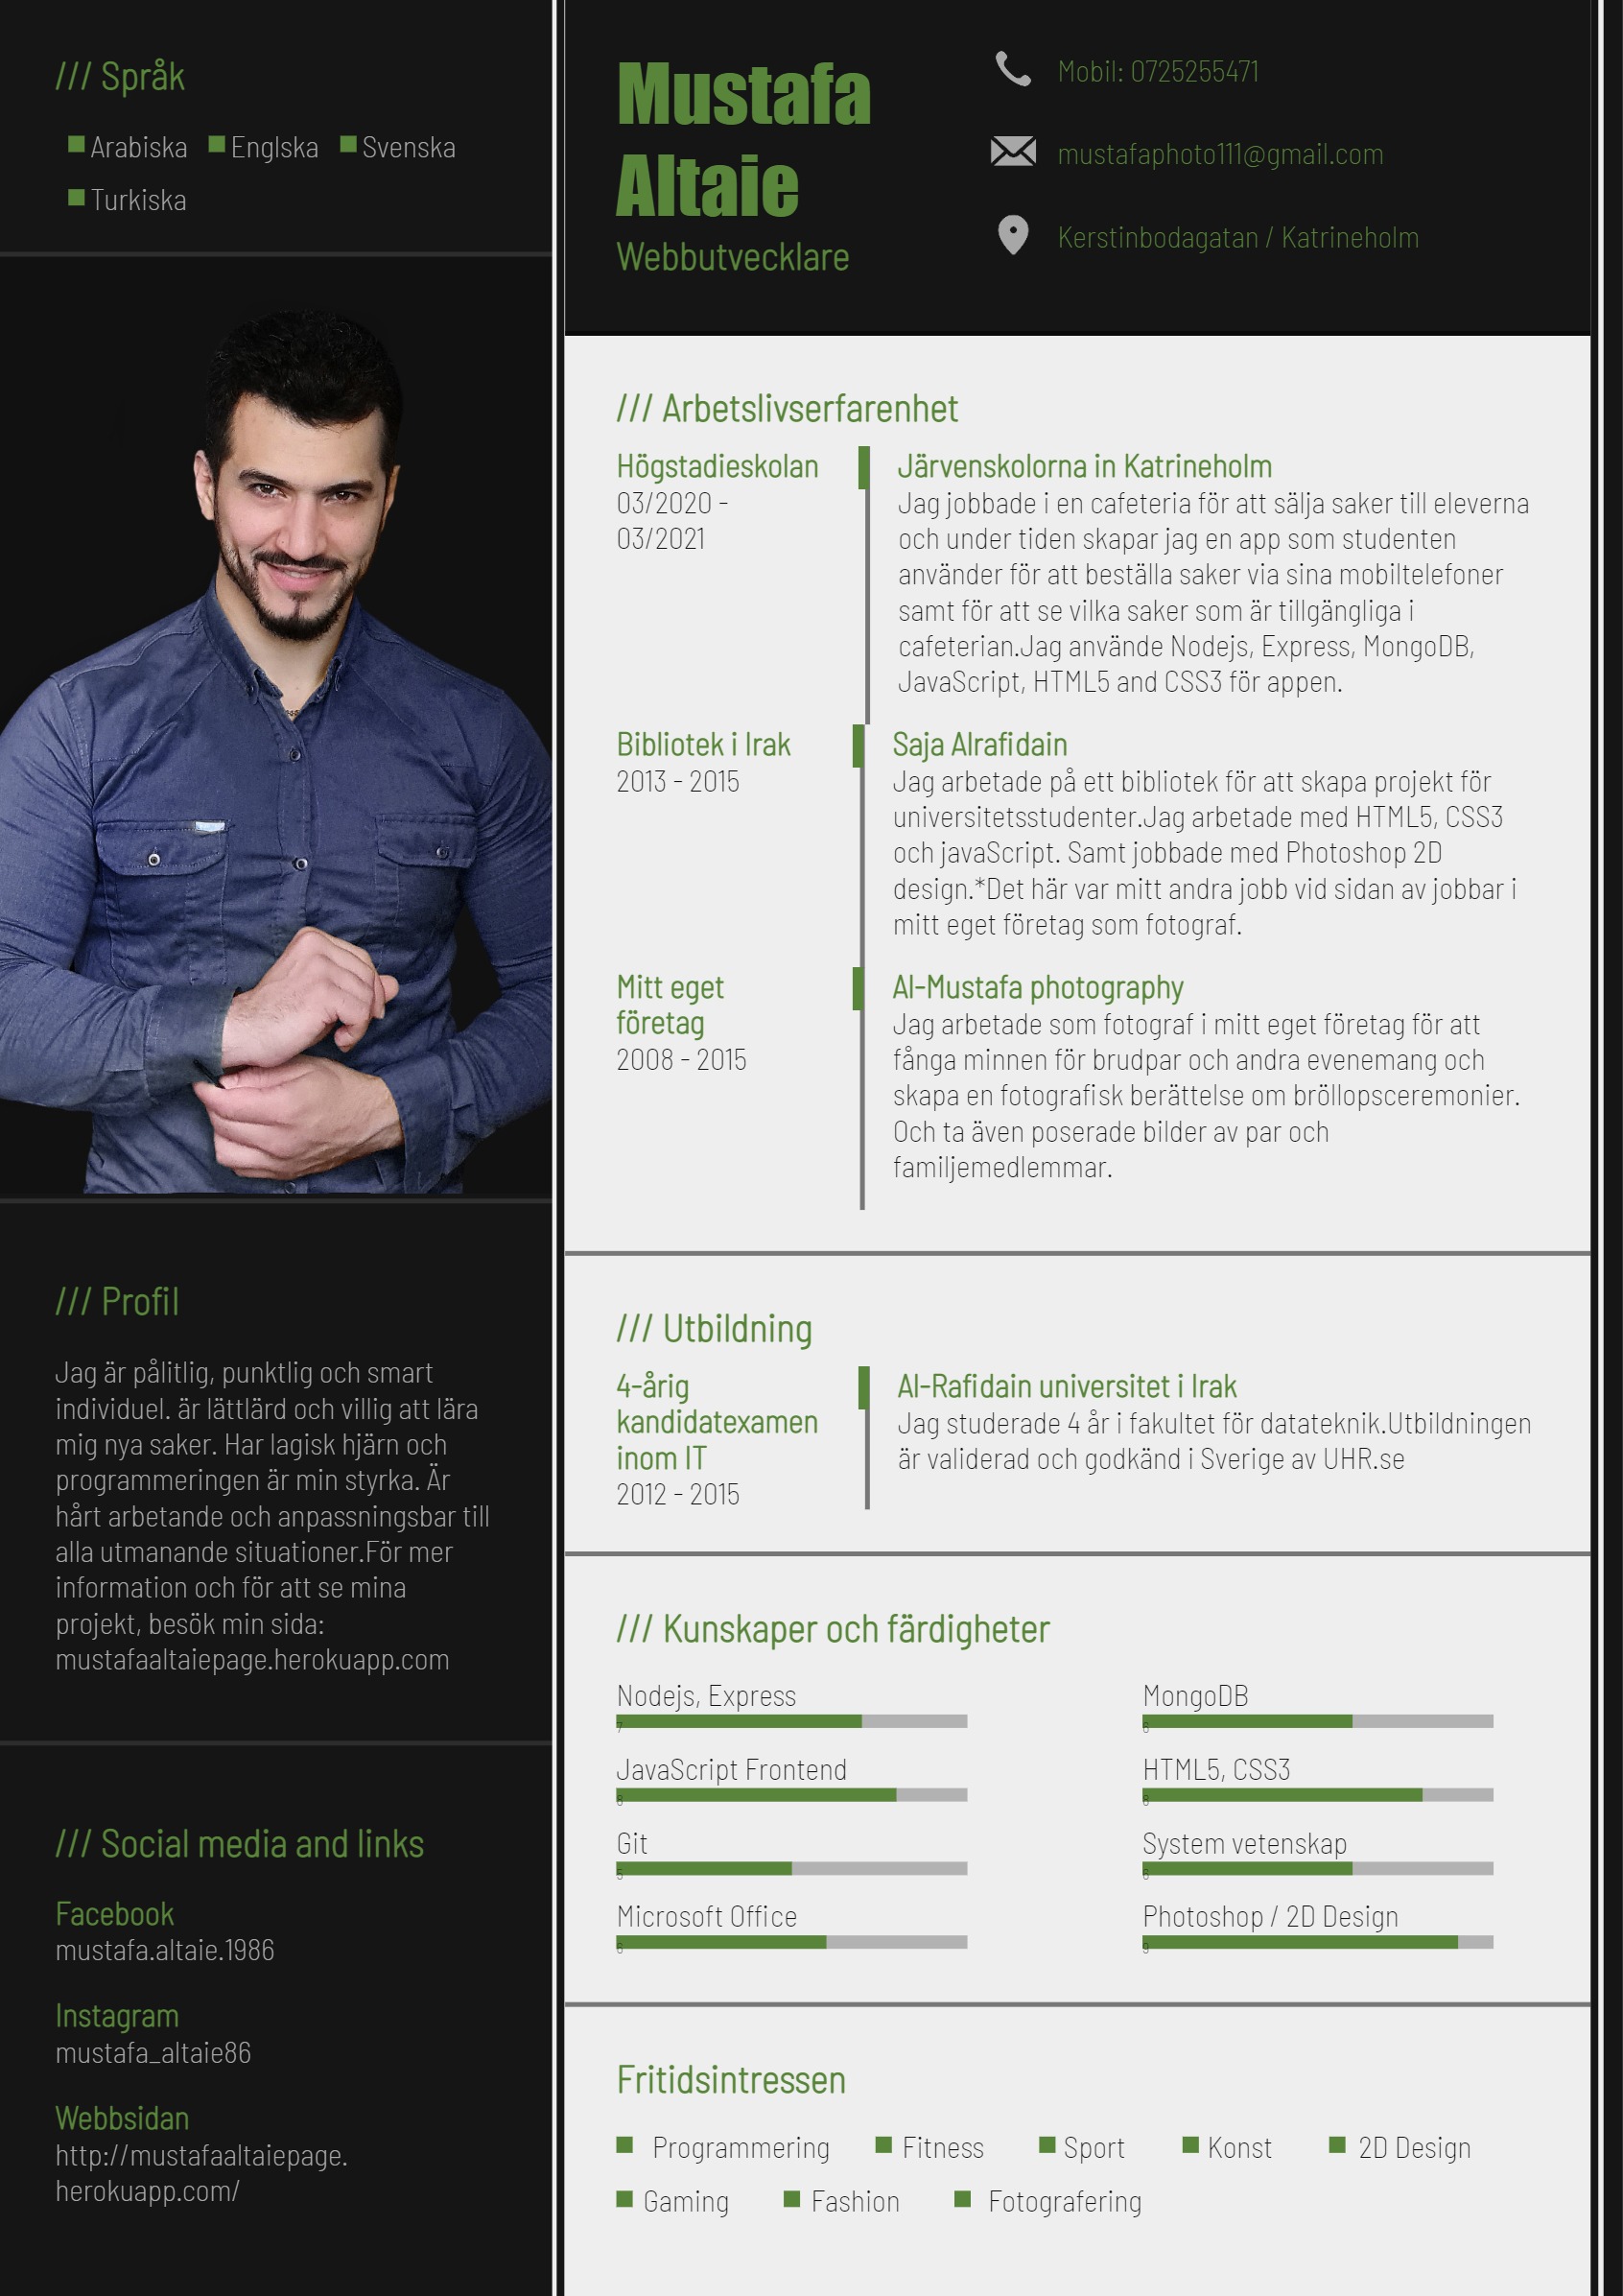 /// Språk
Arabiska Englska Svenska
Turkiska
/// Profil
Jag är pålitlig, punktlig och smart
individuel. är lättlärd och villig att lära
mig nya saker. Har lagisk hjärn och
programmeringen är min styrka. Är
hårt arbetande och anpassningsbar till
alla utmanande situationer.För mer
information och för att se mina
projekt, besök min sida:
mustafaaltaiepage.herokuapp.com
/// Social media and links
Facebook
mustafa.altaie.1986
Instagram
mustafa_altaie86
Webbsidan
http://mustafaaltaiepage.
herokuapp.com/
Mustafa
Altaie
Webbutvecklare
Mobil: 0725255471
mustafaphoto111@gmail.com
Kerstinbodagatan / Katrineholm
/// Arbetslivserfarenhet
Högstadieskolan
03/2020 -
03/2021
Järvenskolorna in Katrineholm
Jag jobbade i en cafeteria för att sälja saker till eleverna
och under tiden skapar jag en app som studenten
använder för att beställa saker via sina mobiltelefoner
samt för att se vilka saker som är tillgängliga i
cafeterian.Jag använde Nodejs, Express, MongoDB,
JavaScript, HTML5 and CSS3 för appen.
Bibliotek i Irak
2013 - 2015
Saja Alrafidain
Jag arbetade på ett bibliotek för att skapa projekt för
universitetsstudenter.Jag arbetade med HTML5, CSS3
och javaScript. Samt jobbade med Photoshop 2D
design.*Det här var mitt andra jobb vid sidan av jobbar i
mitt eget företag som fotograf.
Mitt eget
företag
2008 - 2015
Al-Mustafa photography
Jag arbetade som fotograf i mitt eget företag för att
fånga minnen för brudpar och andra evenemang och
skapa en fotografisk berättelse om bröllopsceremonier.
Och ta även poserade bilder av par och
familjemedlemmar.
/// Utbildning
4-årig
kandidatexamen
inom IT
2012 - 2015
Al-Rafidain universitet i Irak
Jag studerade 4 år i fakultet för datateknik.Utbildningen
är validerad och godkänd i Sverige av UHR.se
/// Kunskaper och färdigheter
Nodejs, Express MongoDB
7 6
JavaScript Frontend HTML5, CSS3
8 8
Git System vetenskap
5 6
Microsoft Office Photoshop / 2D Design
6 9
Fritidsintressen
Programmering Fitness Sport Konst 2D Design
Gaming Fashion Fotografering